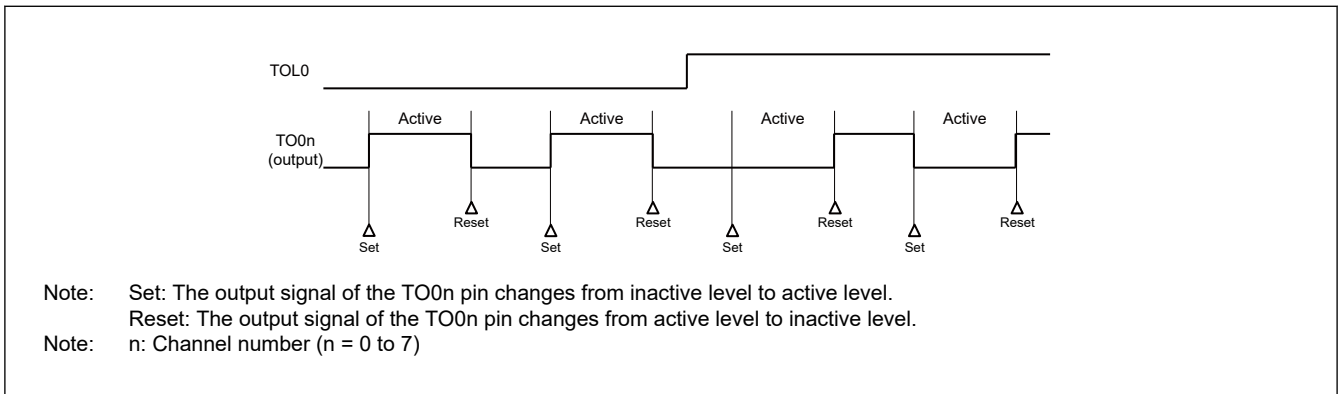 TOL0
Active Active Active Active
TO0n
(output)
Reset Reset Reset Reset
Set Set Set Set
Note: Set: The output signal of the TO0n pin changes from inactive level to active level.
Reset: The output signal of the TO0n pin changes from active level to inactive level.
Note: n: Channel number (n = 0 to 7)